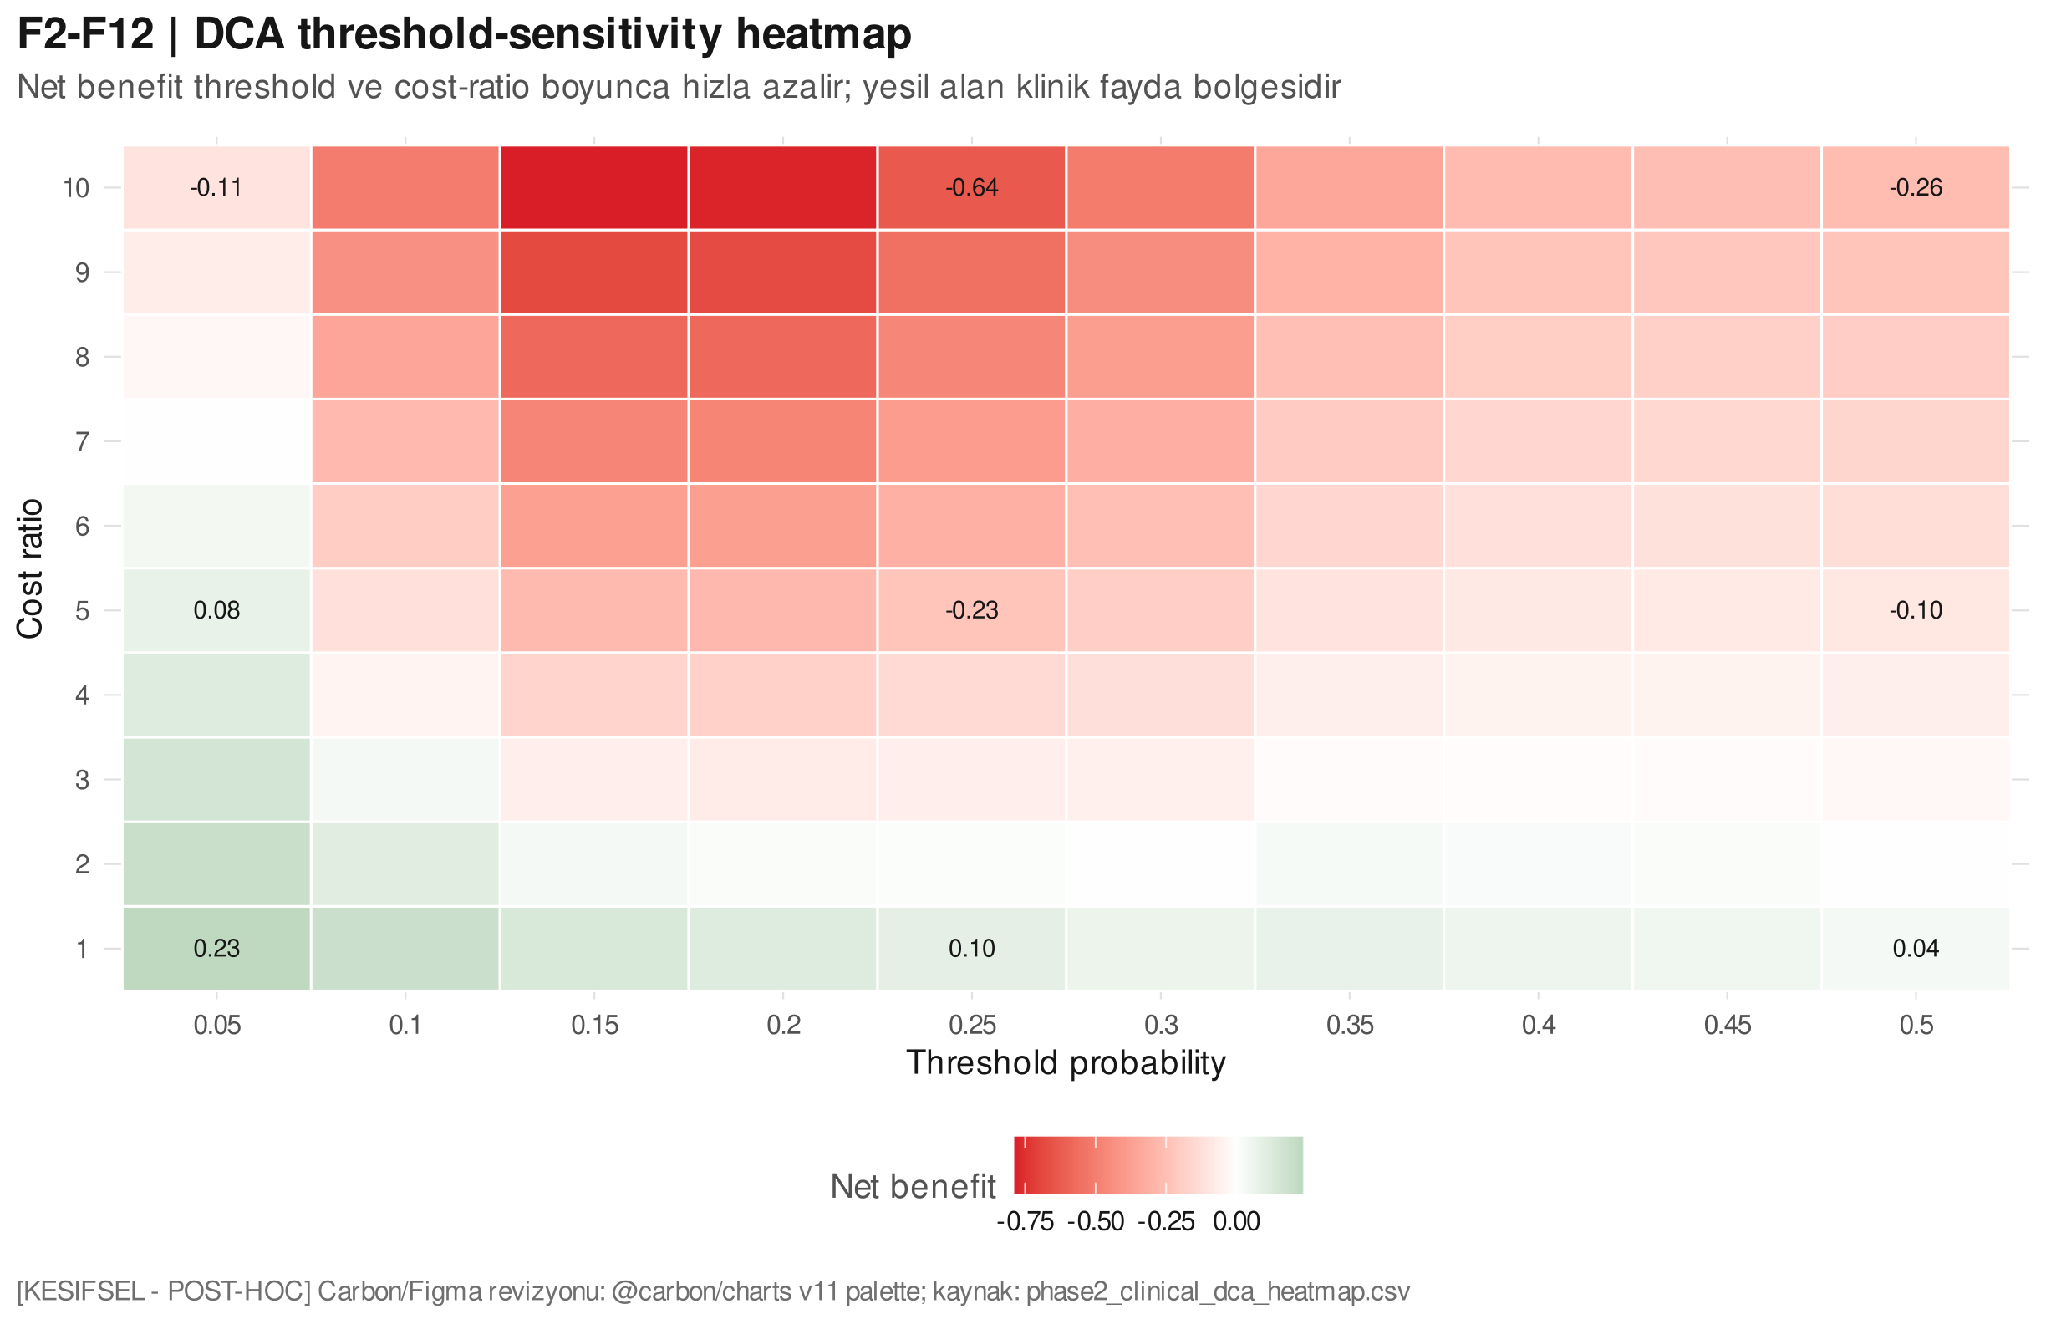 F2-F12 | DCA threshold-sensitivity heatmap
Net benefit threshold ve cost-ratio boyunca hizla azalir; yesil alan klinik fayda bolgesidir
Cost ratio
10 -0.11 -0.64 -0.26
9
8
7
6
5 0.08 -0.23 -0.10
4
3
2
1 0.23 0.10 0.04
0.05 0.1 0.15 0.2 0.25 0.3 0.35 0.4 0.45 0.5
Threshold probability
Net benefit
-0.75 -0.50 -0.25 0.00
[KESIFSEL - POST-HOC] Carbon/Figma revizyonu: @carbon/charts v11 palette; kaynak: phase2_clinical_dca_heatmap.csv